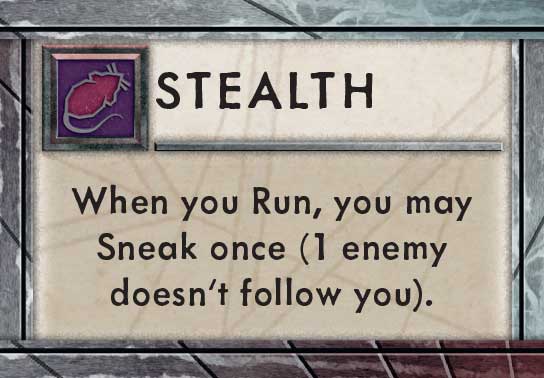 STEALTH
When you Run, you may
Sneak once (1 enemy
doesn't follow you).